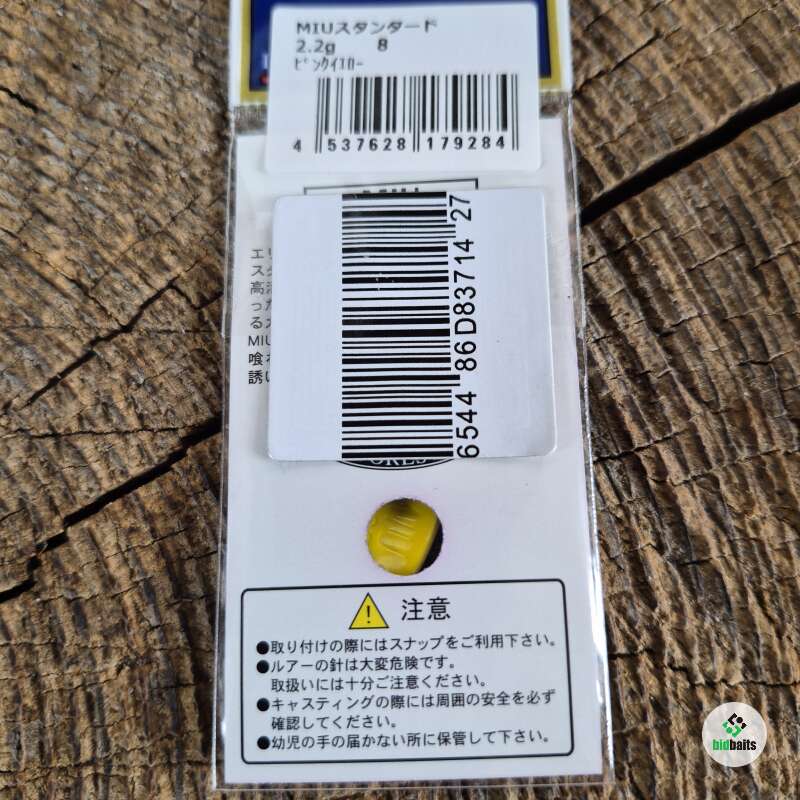 MIUスタンダード
2.2g 8
ﾋﾟﾝｸｲｴﾛｰ
4 537628 179284
6544 86D83714 27
高
MIU
誘い
注意
●取り付けの際にはスナップをご利用下さい。
●ルアーの針は大変危険です。
取扱いには十分ご注意ください。
●キャスティングの際には周囲の安全を必ず
確認してください。
●幼児の手の届かない所に保管して下さい。
bidbaits